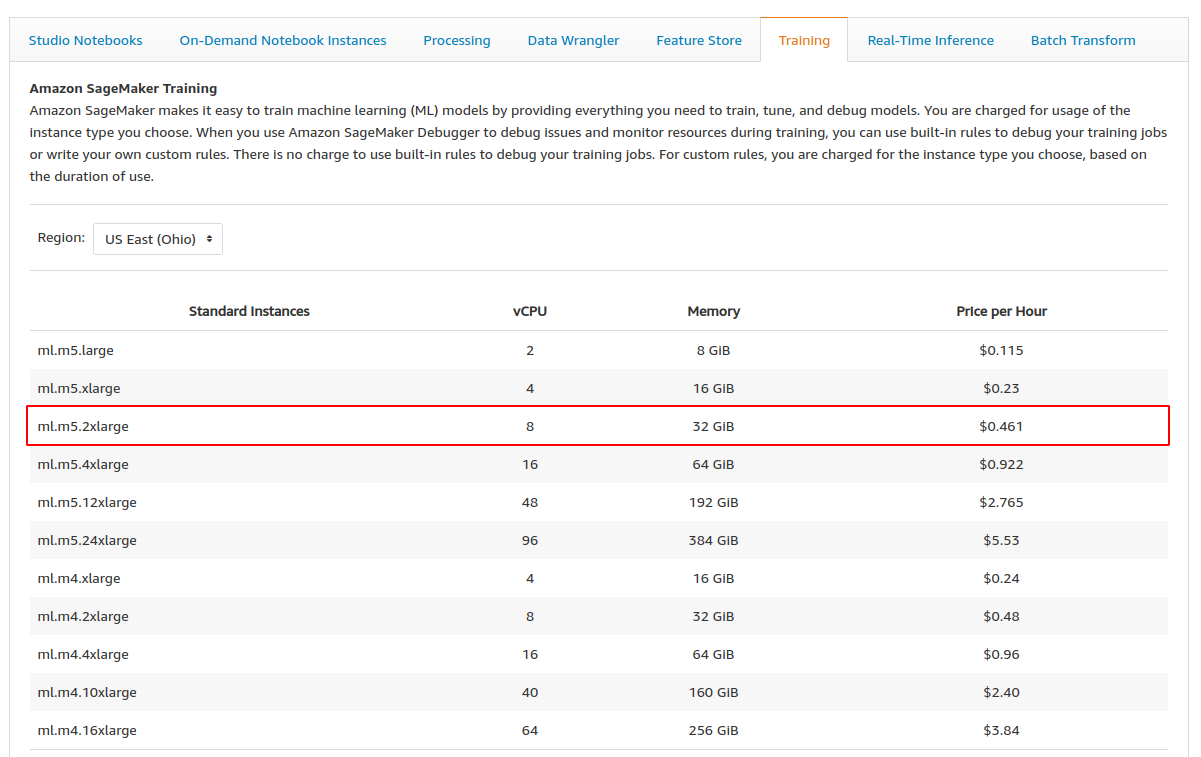 Studio Notebooks On-Demand Notebook Instances Processing Data Wrangler Feature Store Training Real-Time Inference Batch Transform
Amazon SageMaker Training
Amazon SageMaker makes it easy to train machine learning (ML) models by providing everything you need to train, tune, and debug models. You are charged for usage of the
instance type you choose. When you use Amazon SageMaker Debugger to debug issues and monitor resources during training, you can use built-in rules to debug your training jobs
or write your own custom rules. There is no charge to use built-in rules to debug your training jobs. For custom rules, you are charged for the instance type you choose, based on
the duration of use.
Region: US East (Ohio)
Standard Instances vCPU Memory Price per Hour
ml.m5.large 2 8 GiB $0.115
ml.m5.xlarge 4 16 GiB $0.23
ml.m5.2xlarge 8 32 GiB $0.461
ml.m5.4xlarge 16 64 GiB $0.922
ml.m5.12xlarge 48 192 GiB $2.765
ml.m5.24xlarge 96 384 GiB $5.53
ml.m4.xlarge 4 16 GiB $0.24
ml.m4.2xlarge 8 32 GiB $0.48
ml.m4.4xlarge 16 64 GiB $0.96
ml.m4.10xlarge 40 160 GiB $2.40
ml.m4.16xlarge 64 256 GiB $3.84